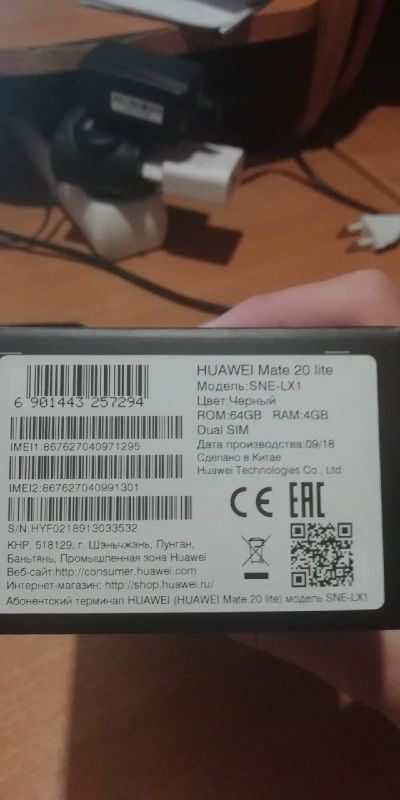 HUAWEI Mate 20 lite
Модель:SNE-LX1
Цвет:Черный
ROM:64GB RAM:4GB
Dual SIM
Дата производства:09/18
Сделано в Китае
Huawei Technologies Co., Ltd.
6 901443 257294
IMEI1:867627040971295
IMEI2:867627040991301
S/N.HYF0218913033532
CE EAC
КНР, 518129, г. Шэньчжэнь, Лунган,
Баньтянь, Промышленная зона Huawei
Веб-сайт:http://consumer.huawei.com
Интернет-магазин: http://shop.huawei.ru/
Абонентский терминал HUAWEI (HUAWEI Mate 20 lite) модель SNE-LX1